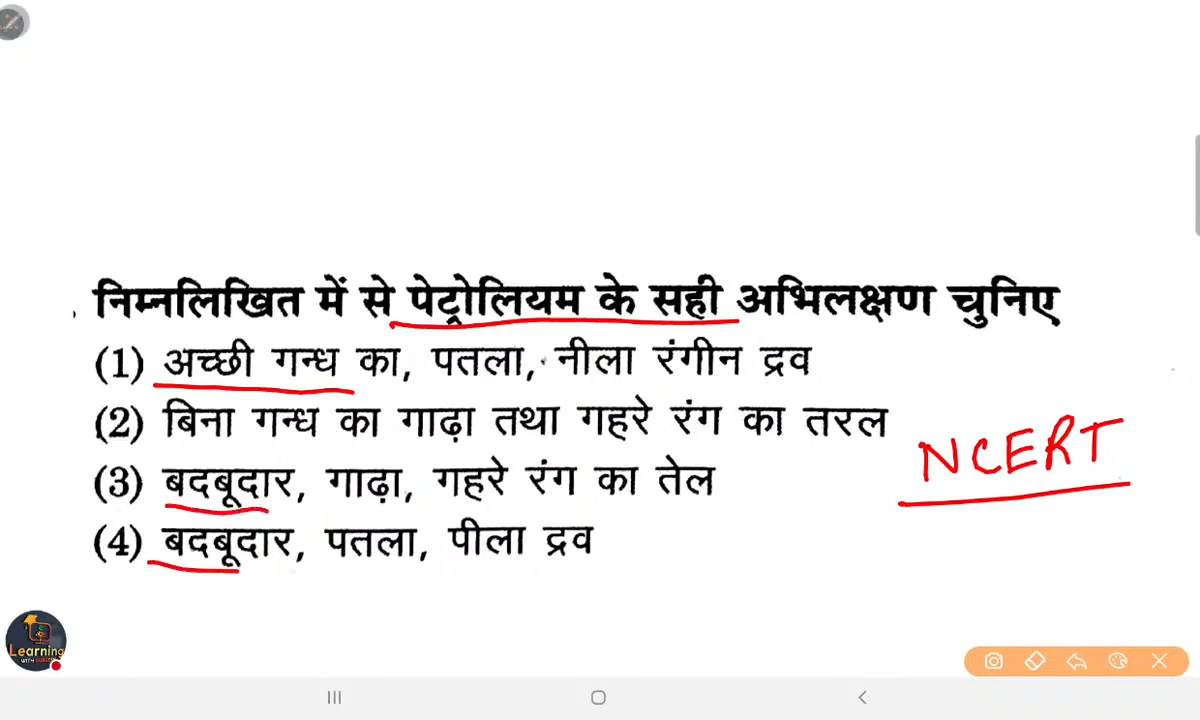 निम्नलिखित में से पेट्रोलियम के सही अभिलक्षण चुनिए
(1) अच्छी गन्ध का, पतला, नीला रंगीन द्रव
(2) बिना गन्ध का गाढ़ा तथा गहरे रंग का तरल
NCERT
(3) बदबूदार, गाढ़ा, गहरे रंग का तेल
(4) बदबूदार, पतला, पीला द्रव
Learning